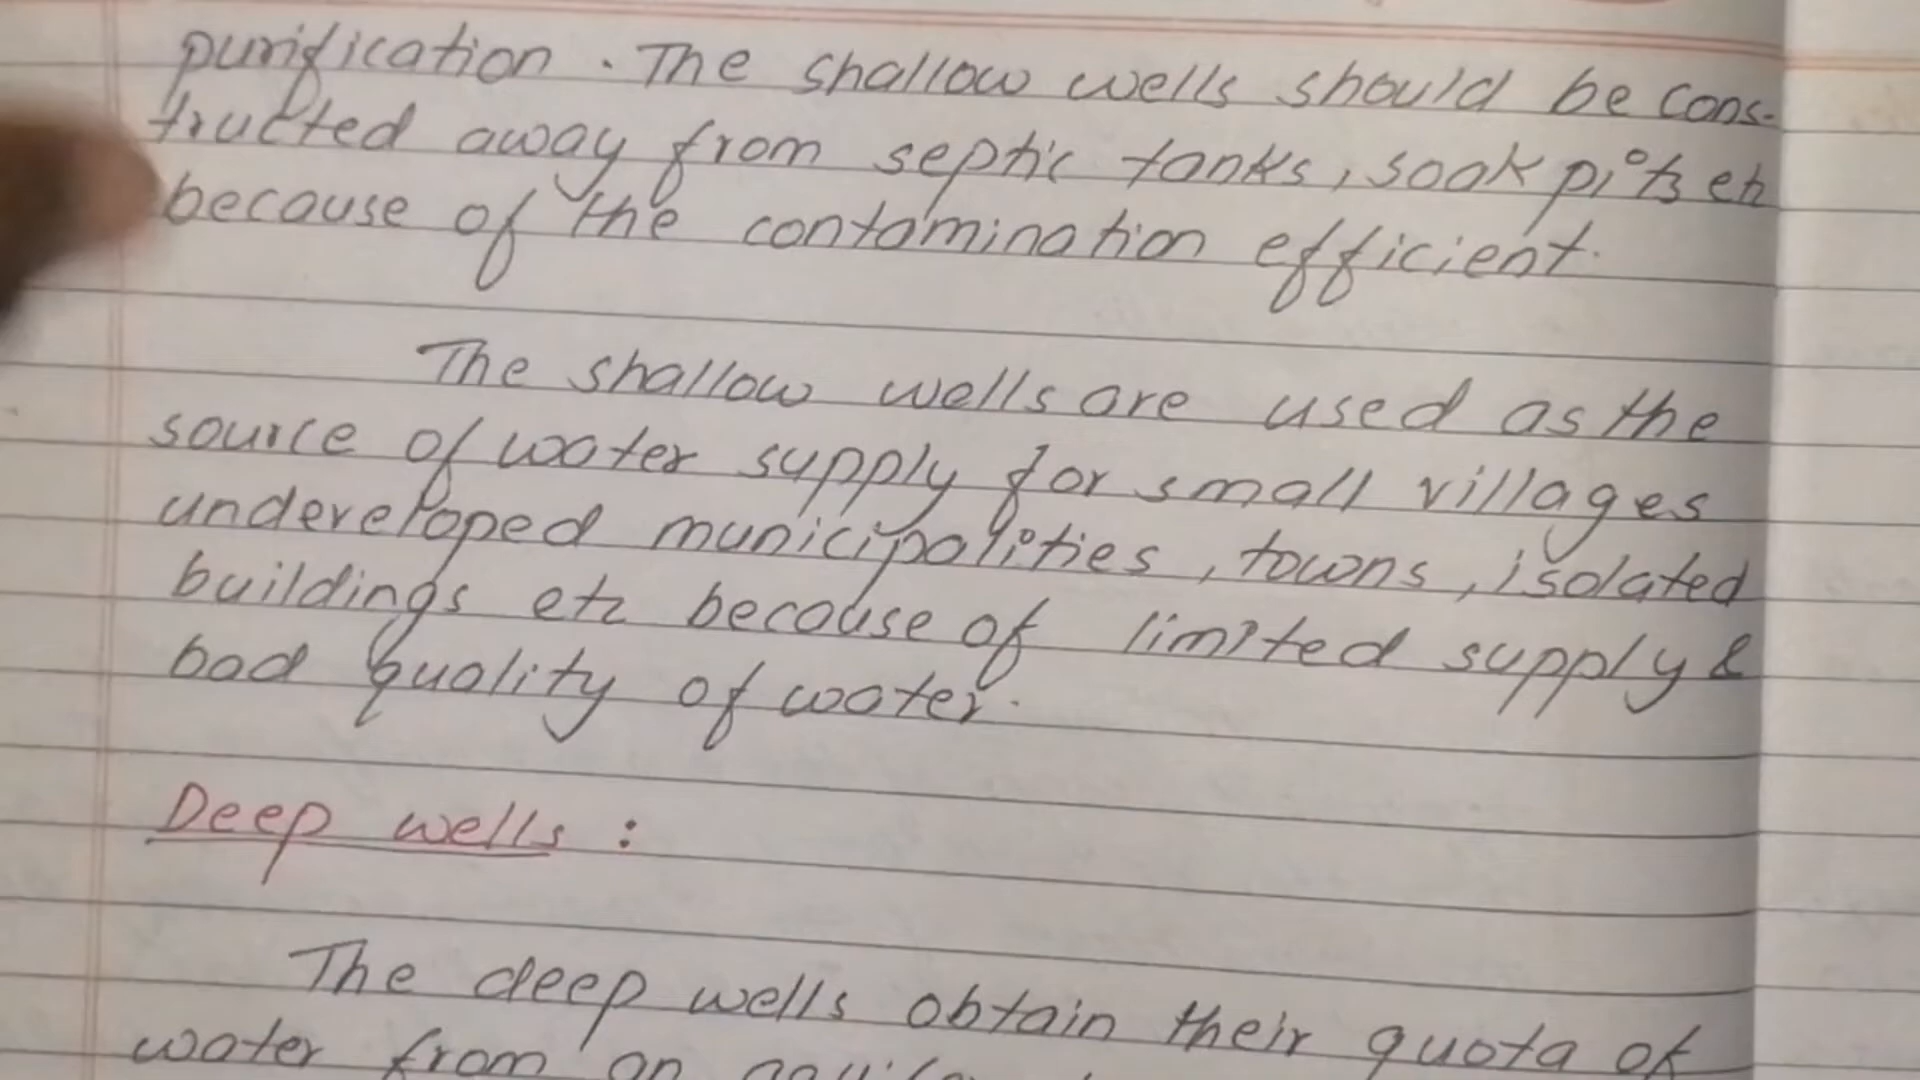 purification. The shallow wells should be cons-
tructed away from septic tanks, soak pits etc
because of the contamination efficient.
The shallow wells are used as the
source of water supply for small villages
undereloped municipalities, towns, isolated
buildings etc because of limited supply &
bad quality of water.
Deep wells :
The deep wells obtain their quota of
water from an